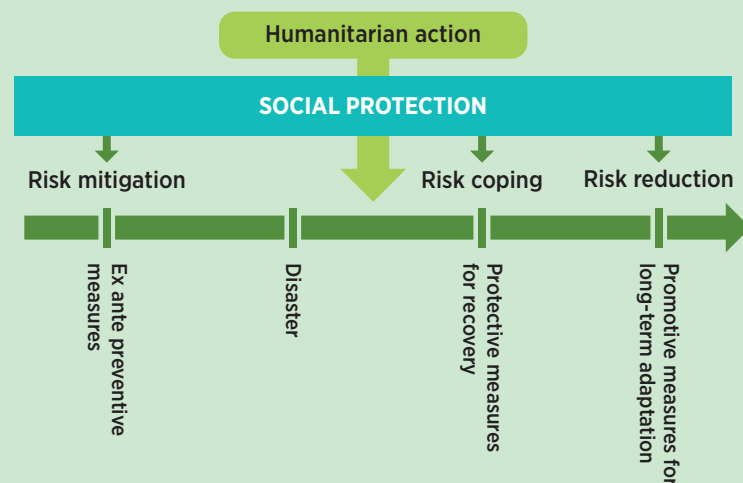 Humanitarian action
SOCIAL PROTECTION
Risk mitigation
Risk coping
Risk reduction
Ex ante preventive
measures
Disaster
Protective measures
for recovery
Promotive measures for
long-term adaptation